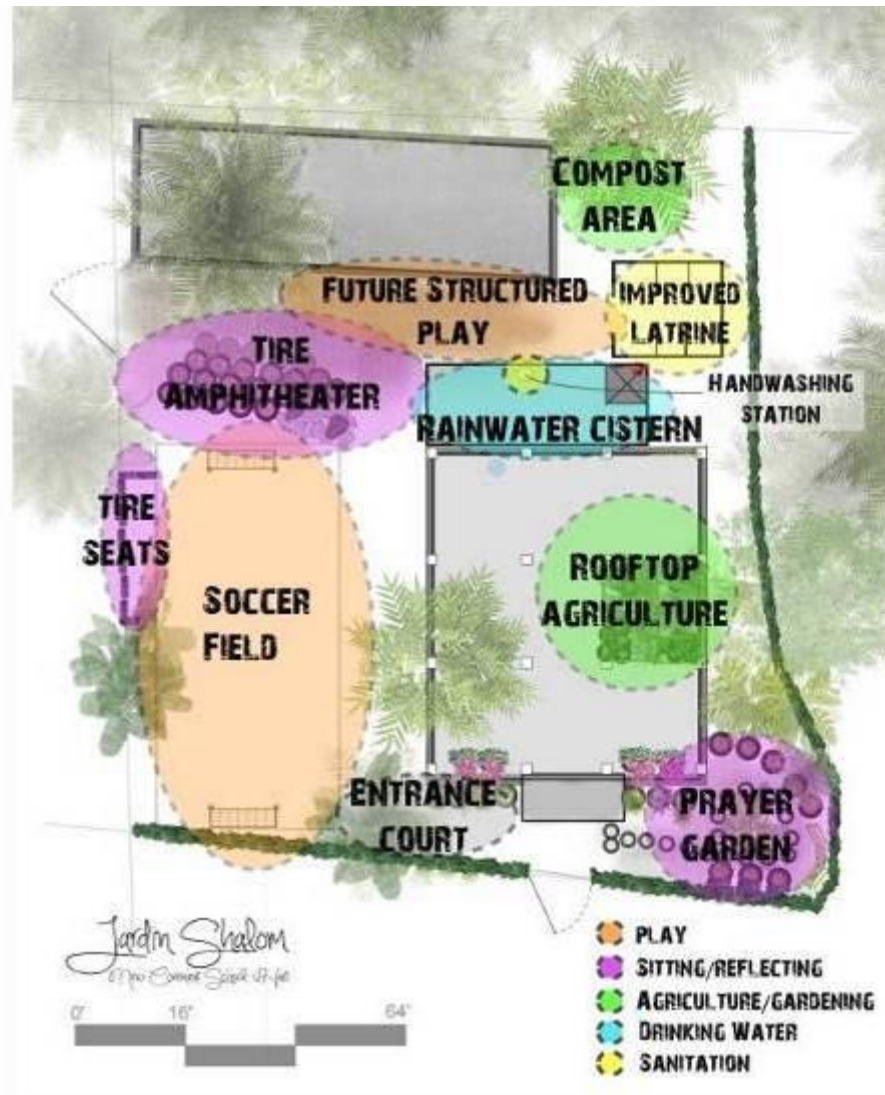 COMPOST
AREA
FUTURE STRUCTURED
PLAY
IMPROVED
LATRINE
TIRE
AMPHITHEATER
HANDWASHING
STATION
RAINWATER CISTERN
TIRE
SEATS
SOCCER
FIELD
ROOFTOP
AGRICULTURE
ENTRANCE
COURT
PRAYER
GARDEN
Jardin Shalom
PLAY
SITTING/REFLECTING
AGRICULTURE/GARDENING
DRINKING WATER
SANITATION
0' 16' 64'